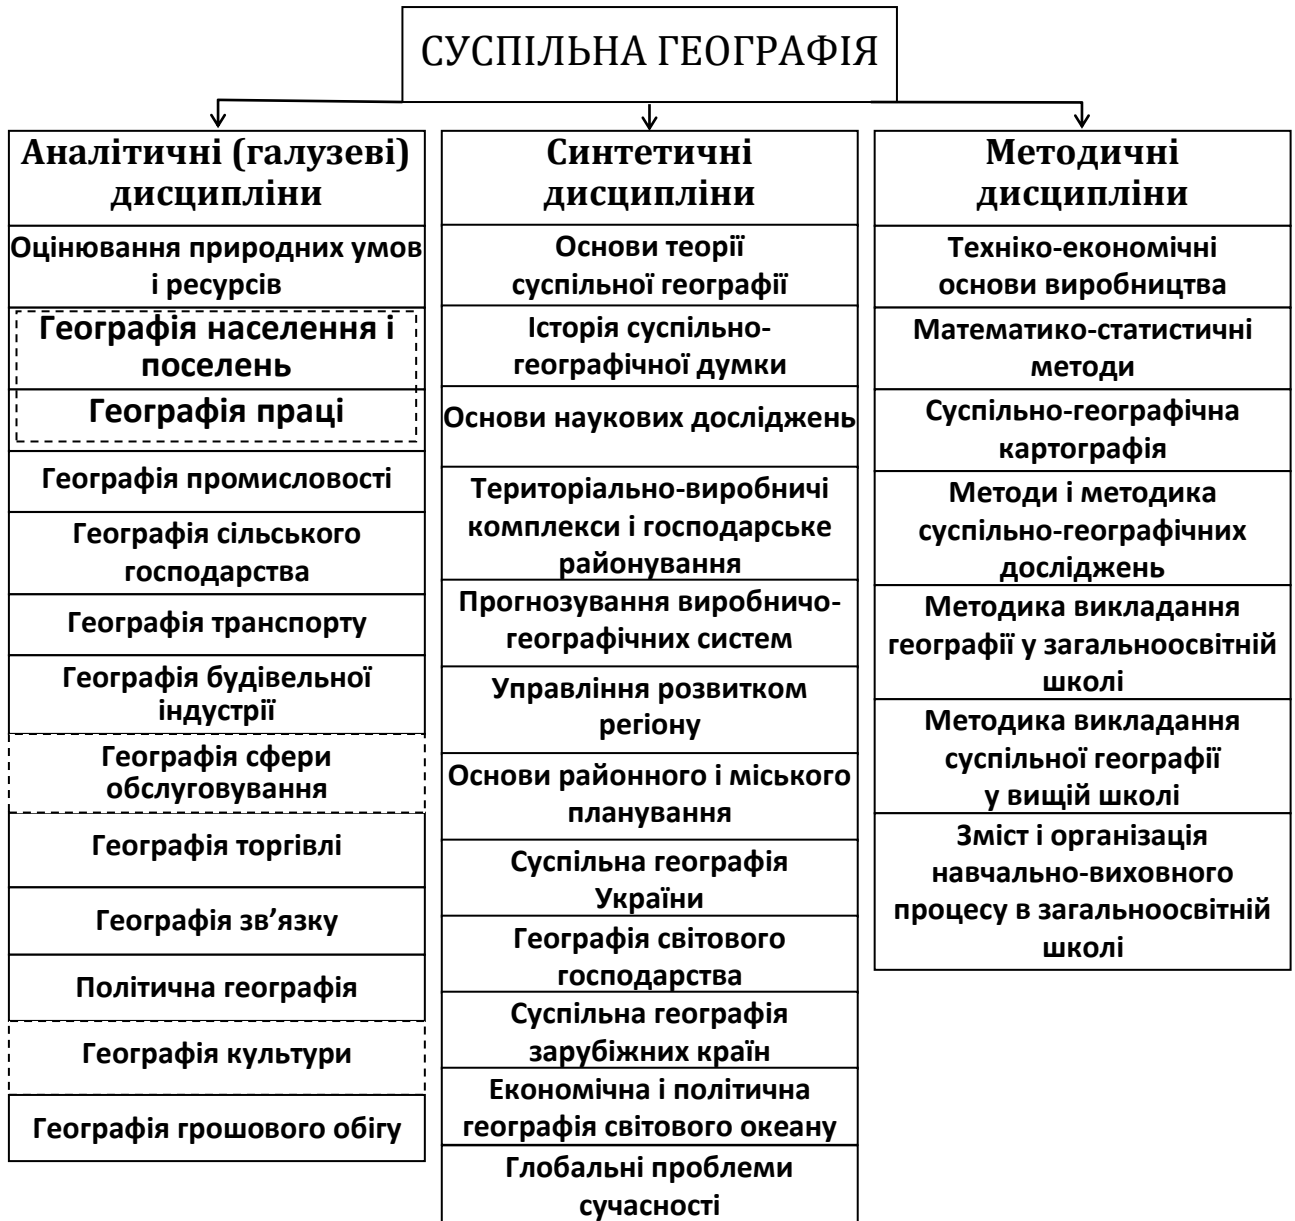 СУСПІЛЬНА ГЕОГРАФІЯ
Аналітичні (галузеві)
дисципліни
Оцінювання природних умов
і ресурсів
Географія населення і
поселень
Географія праці
Географія промисловості
Географія сільського
господарства
Географія транспорту
Географія будівельної
індустрії
Географія сфери
обслуговування
Географія торгівлі
Географія зв’язку
Політична географія
Географія культури
Географія грошового обігу
Синтетичні
дисципліни
Основи теорії
суспільної географії
Історія суспільно-
географічної думки
Основи наукових досліджень
Територіально-виробничі
комплекси і господарське
районування
Прогнозування виробничо-
географічних систем
Управління розвитком
регіону
Основи районного і міського
планування
Суспільна географія
України
Географія світового
господарства
Суспільна географія
зарубіжних країн
Економічна і політична
географія світового океану
Глобальні проблеми
сучасності
Методичні
дисципліни
Техніко-економічні
основи виробництва
Математико-статистичні
методи
Суспільно-географічна
картографія
Методи і методика
суспільно-географічних
досліджень
Методика викладання
географії у загальноосвітній
школі
Методика викладання
суспільної географії
у вищій школі
Зміст і організація
навчально-виховного
процесу в загальноосвітній
школі